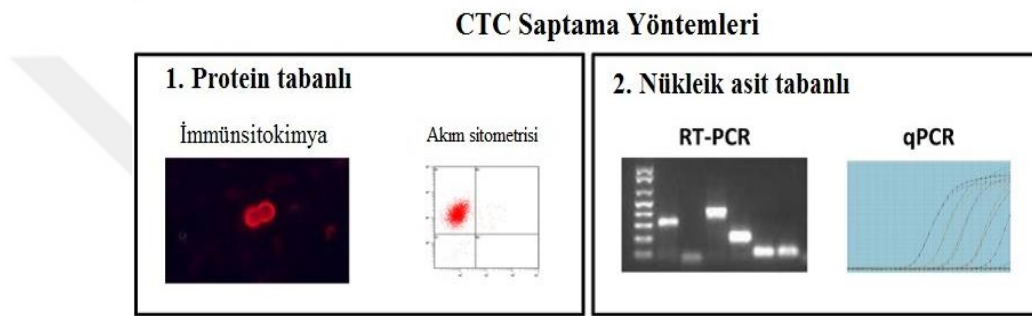 CTC Saptama Yöntemleri
1. Protein tabanlı
İmmünsitokimya
Akım sitometrisi
2. Nükleik asit tabanlı
RT-PCR
qPCR